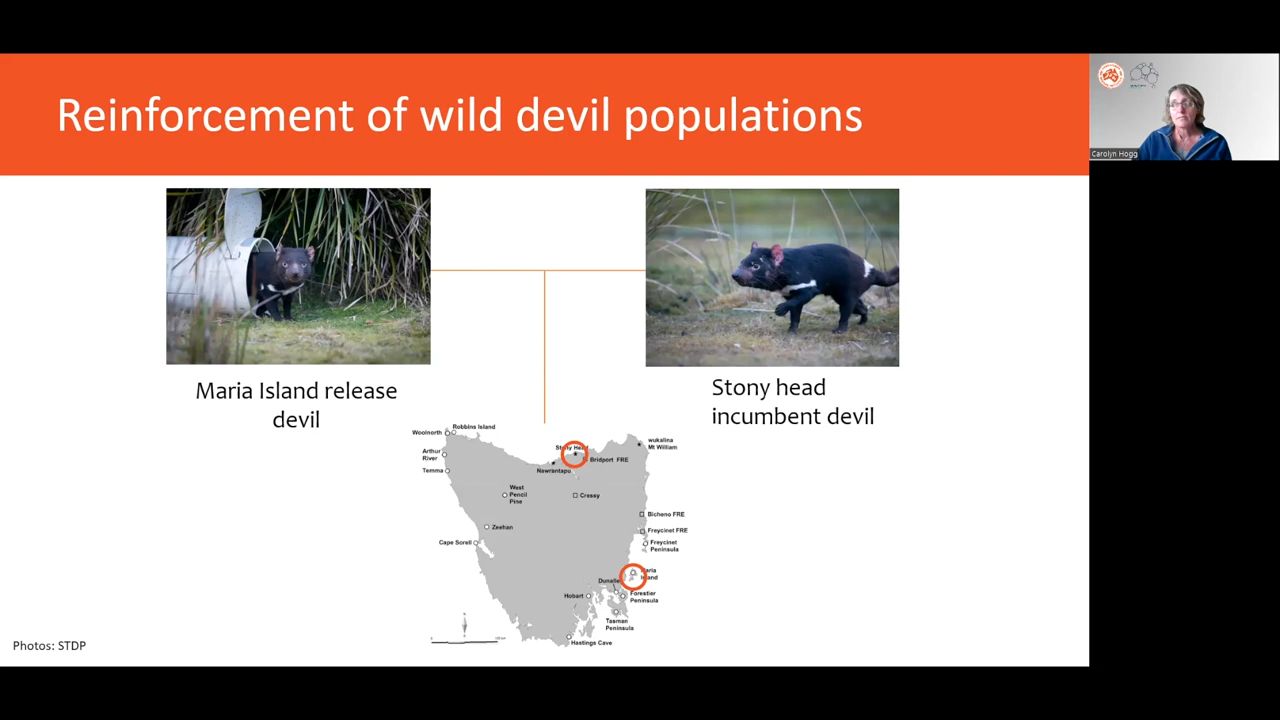 Reinforcement of wild devil populations
Carolyn Hogg
Maria Island release
devil
Stony head
incumbent devil
Robbins Island
Woolnorth
Arthur
River
Temma
West
Pencil
Pine
Zeehan
Cape Sorell
Stony Head
Bridport FRE
Nawrantapu
wukalina
Mt William
Cressy
Bicheno FRE
Freycinet FRE
Freycinet
Peninsula
Maria
Island
Dunalley
Forestier
Peninsula
Hobart
Tasman
Peninsula
Hastings Cave
Photos: STDP